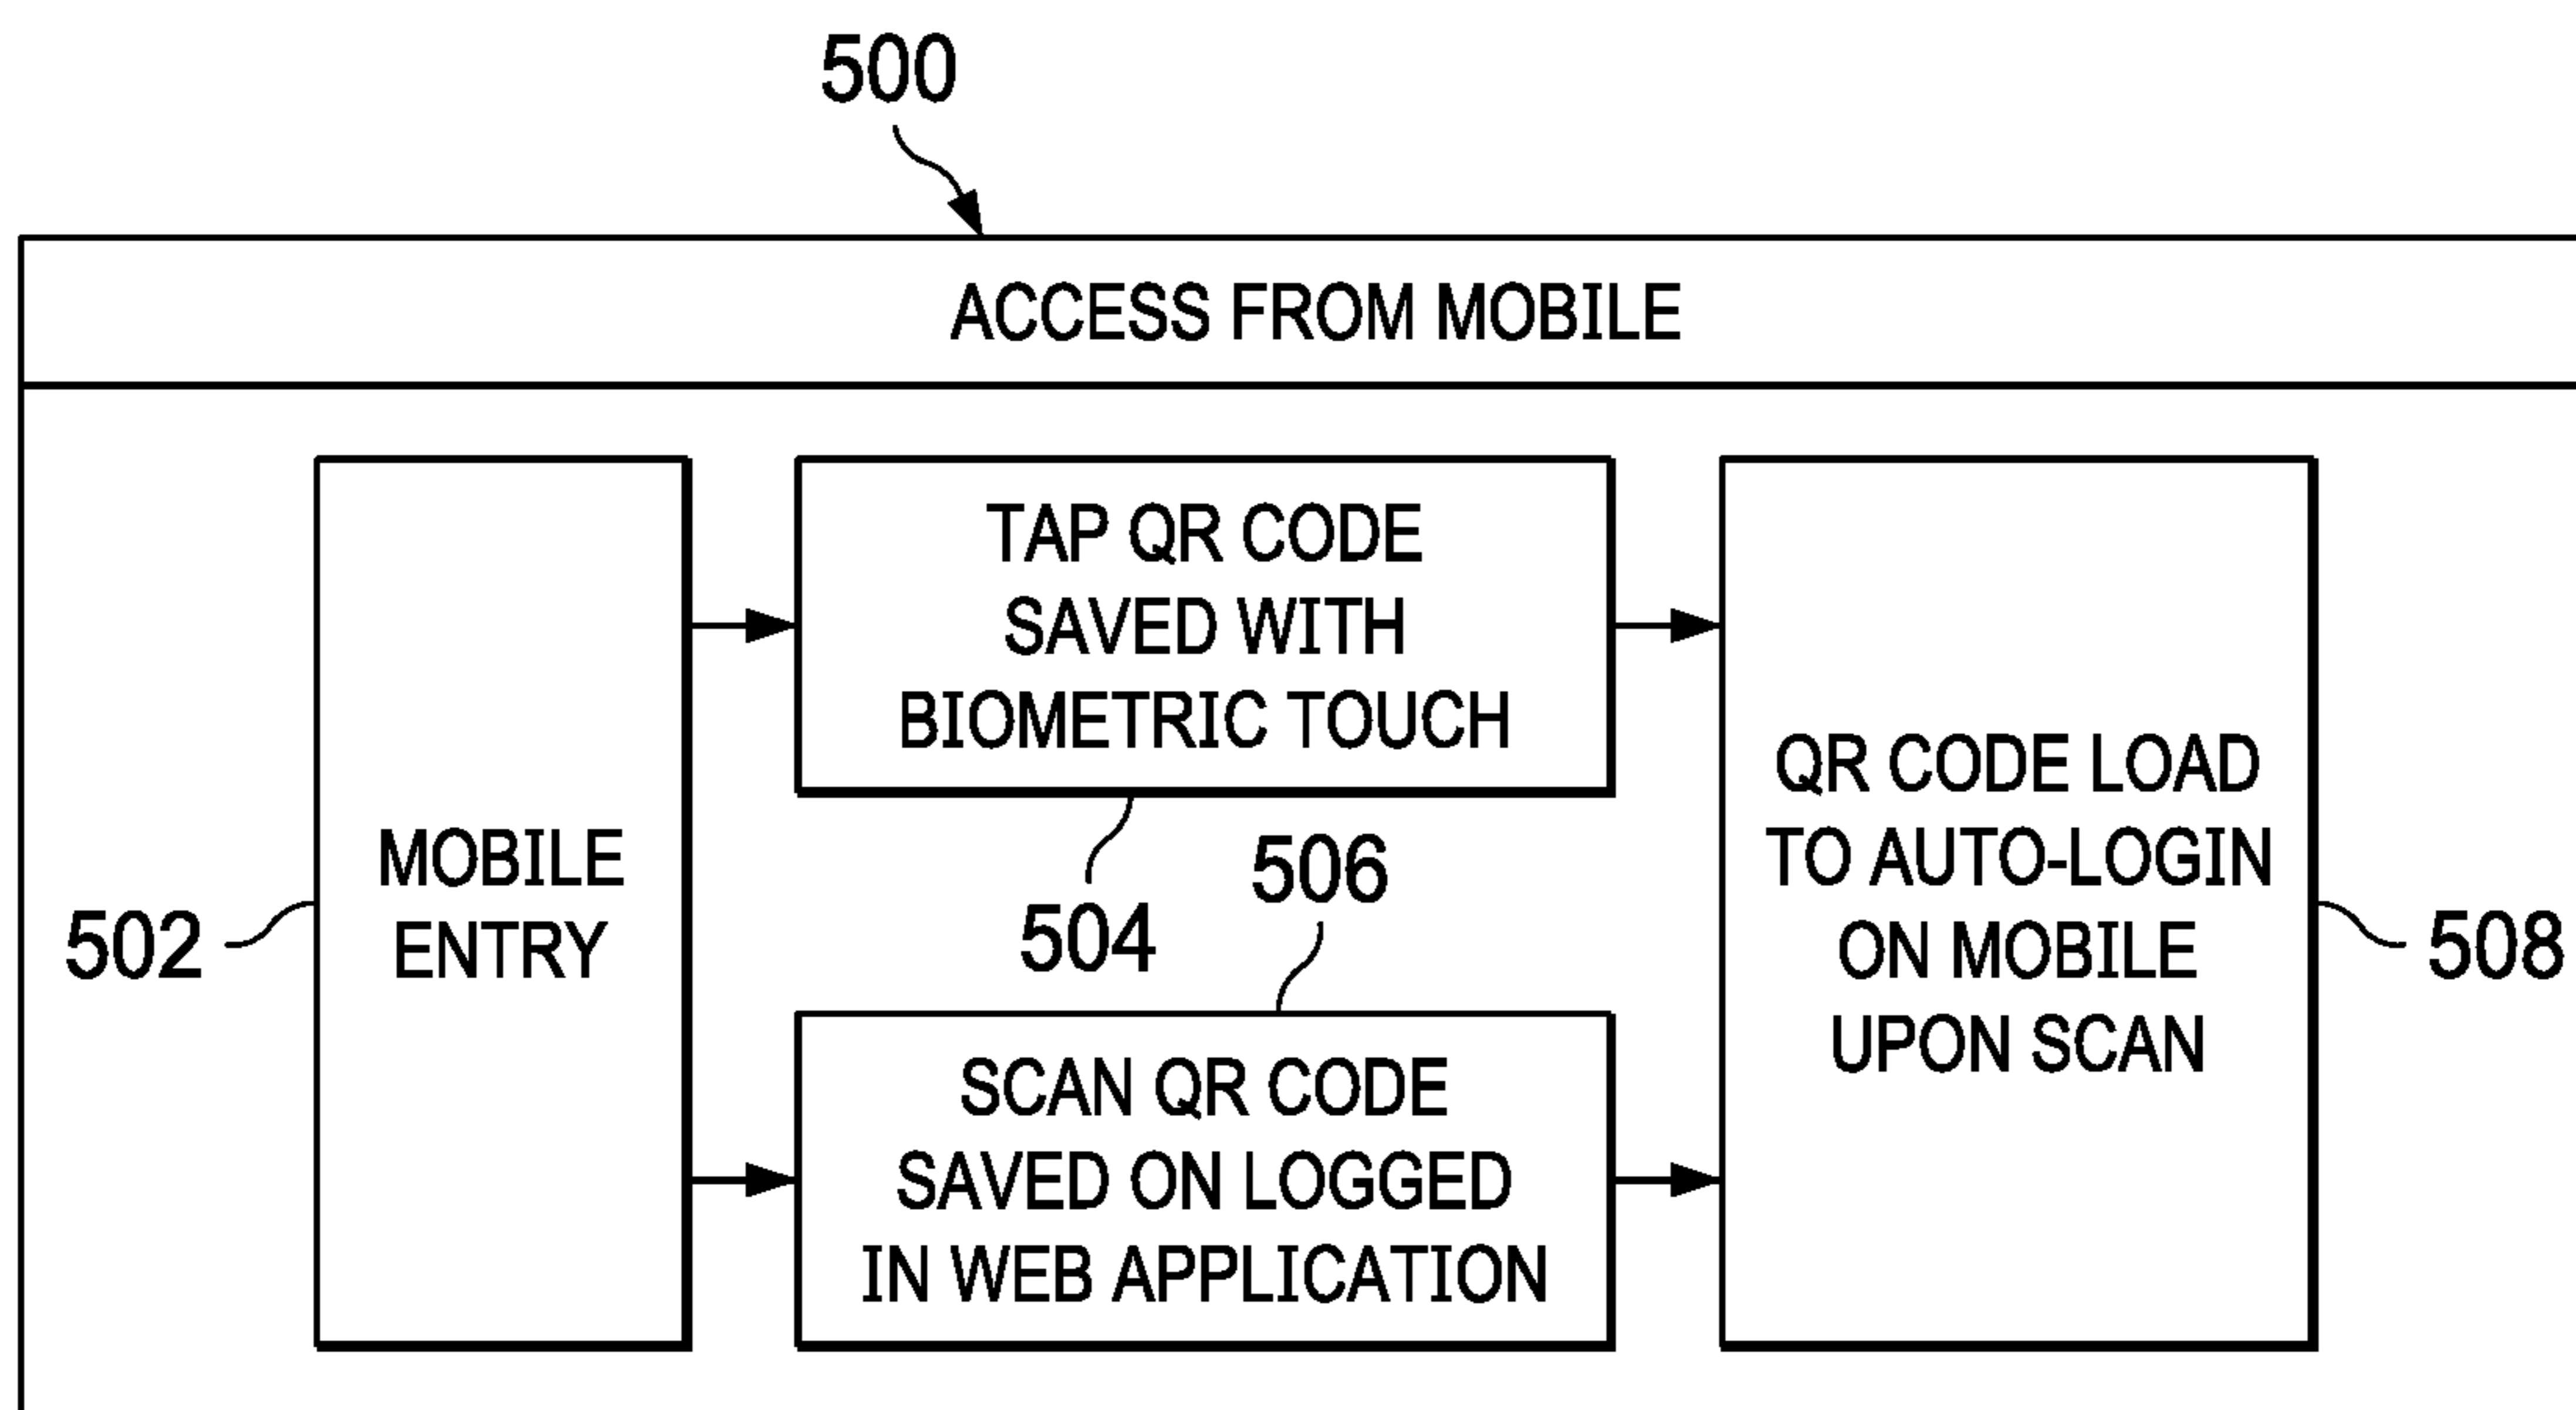 500
ACCESS FROM MOBILE
502
MOBILE
ENTRY
TAP QR CODE
SAVED WITH
BIOMETRIC TOUCH
504
506
SCAN QR CODE
SAVED ON LOGGED
IN WEB APPLICATION
QR CODE LOAD
TO AUTO-LOGIN
ON MOBILE
UPON SCAN
508